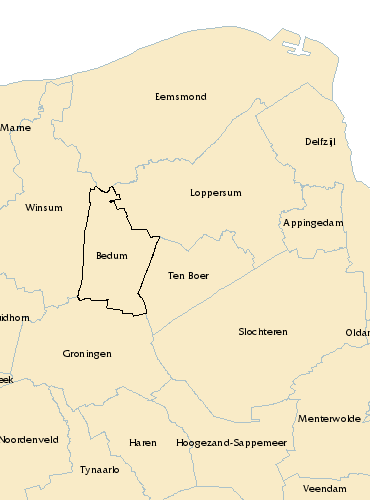 Eemsmond
Marne
Delfzijl
Loppersum
Winsum
Appingedam
Bedum
Ten Boer
uidhorn
Slochteren
Oldar
Groningen
eek
Menterwolde
Noordenveld
Haren
Hoogezand-Sappemeer
Tynaarlo
Veendam